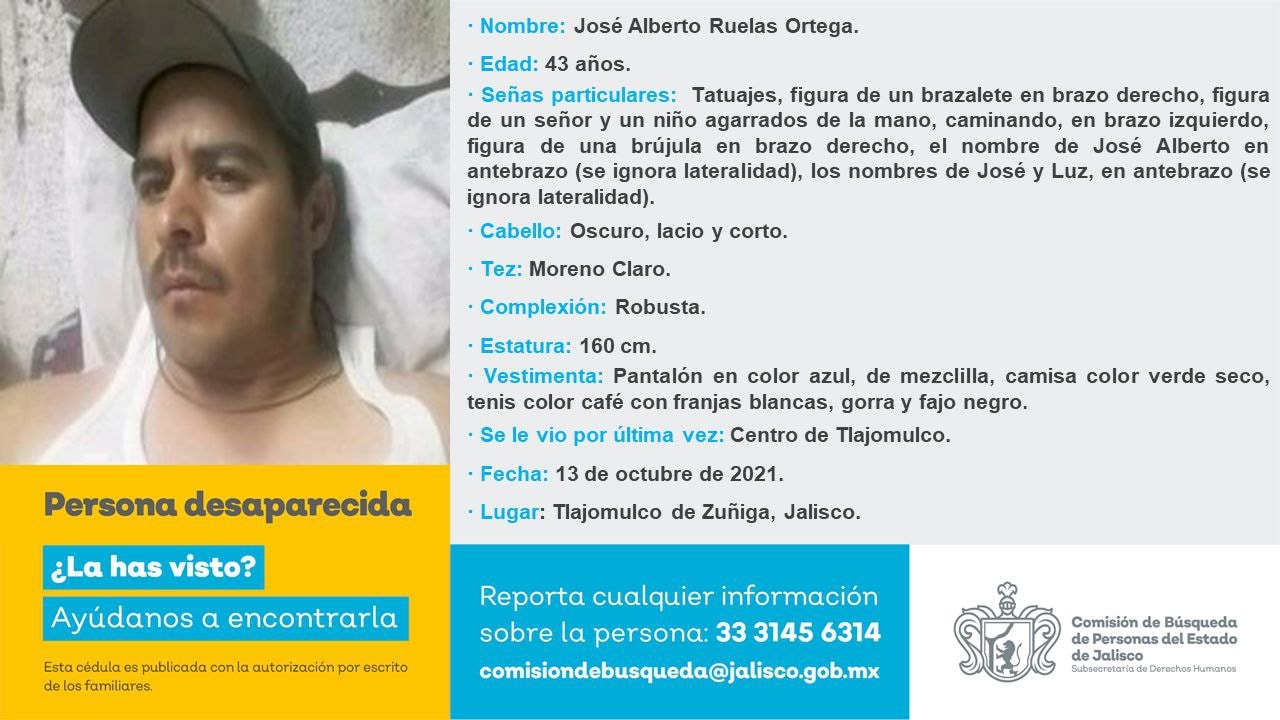 · Nombre: José Alberto Ruelas Ortega.
· Edad: 43 años.
· Señas particulares: Tatuajes, figura de un brazalete en brazo derecho, figura
de un señor y un niño agarrados de la mano, caminando, en brazo izquierdo,
figura de una brújula en brazo derecho, el nombre de José Alberto en
antebrazo (se ignora lateralidad), los nombres de José y Luz, en antebrazo (se
ignora lateralidad).
· Cabello: Oscuro, lacio y corto.
· Tez: Moreno Claro.
· Complexión: Robusta.
· Estatura: 160 cm.
· Vestimenta: Pantalón en color azul, de mezclilla, camisa color verde seco,
tenis color café con franjas blancas, gorra y fajo negro.
· Se le vio por última vez: Centro de Tlajomulco.
· Fecha: 13 de octubre de 2021.
· Lugar: Tlajomulco de Zuñiga, Jalisco.
Persona desaparecida
¿La has visto?
Ayúdanos a encontrarla
Esta cédula es publicada con la autorización por escrito
de los familiares.
Reporta cualquier información
sobre la persona: 33 3145 6314
comisiondebusqueda@jalisco.gob.mx
Comisión de Búsqueda
de Personas del Estado
de Jalisco
Subsecretaría de Derechos Humanos